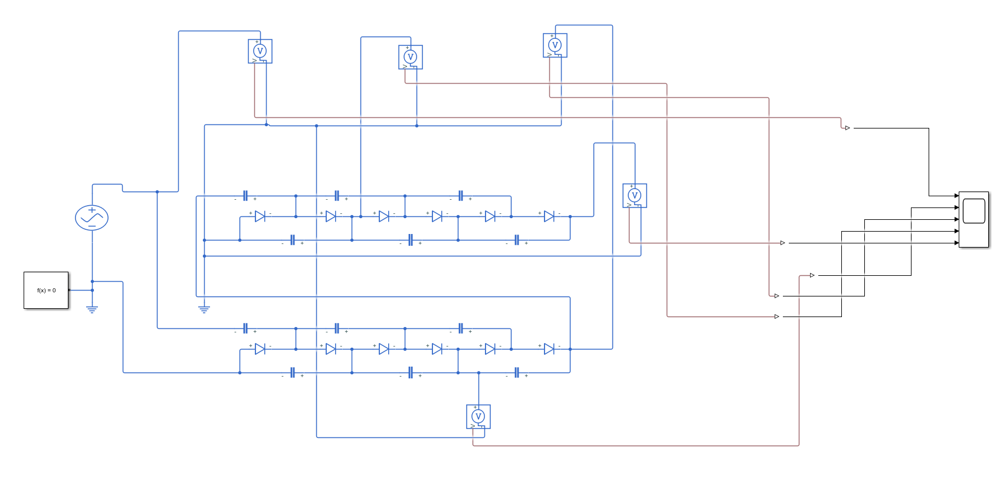 +
V
V
+
V
V
+
V
V
+
V
V
- + - + - +
+ - + - + - + - + - + -
- + - + - +
f(x) = 0
- + - + - +
+ - + - + - + - + - + -
- + - + - +
+
V
V